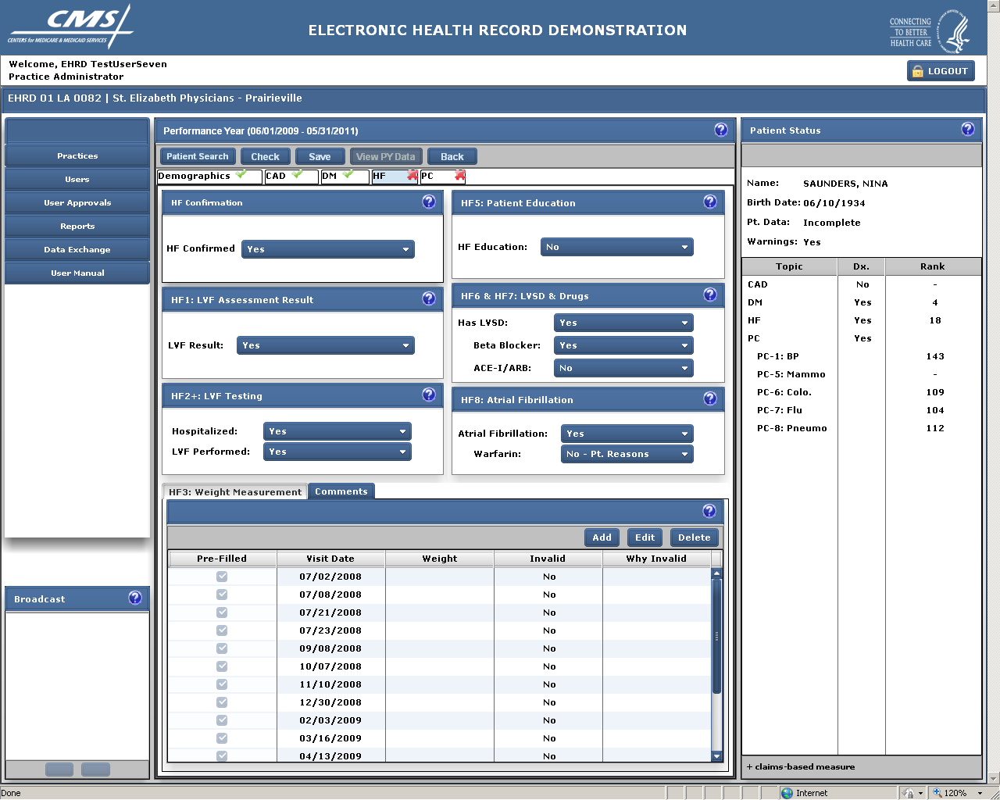 CMS
CENTERS for MEDICARE & MEDICAID SERVICES
ELECTRONIC HEALTH RECORD DEMONSTRATION
CONNECTING
TO BETTER
HEALTH CARE
Welcome, EHRD TestUserSeven
Practice Administrator
LOGOUT
EHRD 01 LA 0082 | St. Elizabeth Physicians - Prairieville
Practices
Users
User Approvals
Reports
Data Exchange
User Manual
Broadcast
Performance Year (06/01/2009 - 05/31/2011)
Patient Search Check Save View PY Data Back
Demographics CAD DM HF PC
HF Confirmation
HF Confirmed Yes
HF1: LVF Assessment Result
LVF Result: Yes
HF2+: LVF Testing
Hospitalized: Yes
LVF Performed: Yes
HF5: Patient Education
HF Education: No
HF6 & HF7: LVSD & Drugs
Has LVSD: Yes
Beta Blocker: Yes
ACE-I/ARB: No
HF8: Atrial Fibrillation
Atrial Fibrillation: Yes
Warfarin: No - Pt. Reasons
HF3: Weight Measurement Comments
Add Edit Delete
Pre-Filled Visit Date Weight Invalid Why Invalid
07/02/2008 No
07/08/2008 No
07/21/2008 No
07/23/2008 No
09/08/2008 No
10/07/2008 No
11/10/2008 No
12/30/2008 No
02/03/2009 No
03/16/2009 No
04/13/2009 No
Patient Status
Name: SAUNDERS, NINA
Birth Date: 06/10/1934
Pt. Data: Incomplete
Warnings: Yes
Topic Dx. Rank
CAD No -
DM Yes 4
HF Yes 18
PC Yes
PC-1: BP 143
PC-5: Mammo -
PC-6: Colo. 109
PC-7: Flu 104
PC-8: Pneumo 112
+ claims-based measure
Done Internet 120%